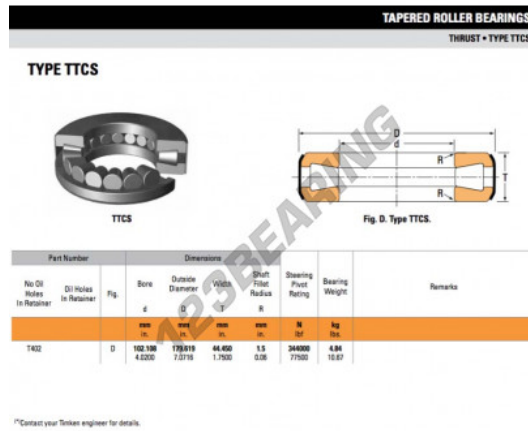 TAPERED ROLLER BEARINGS
THRUST • TYPE TTCS
TYPE TTCS
D
d
R
T
R
TTCS
Fig. D. Type TTCS.
123BEARING
Part Number Dimensions
No Oil Holes In Retainer Oil Holes In Retainer Fig. Bore Outside Diameter Width Shaft Fillet Radius Steering Pivot Rating Bearing Weight Remarks
d D T R
mm mm mm mm N kg
in. in. in. in. lbf lbs.
T402 D 102.108 179.619 44.450 1.5 344000 4.84
4.0200 7.0716 1.7500 0.06 77500 10.67
(*)Contact your Timken engineer for details.